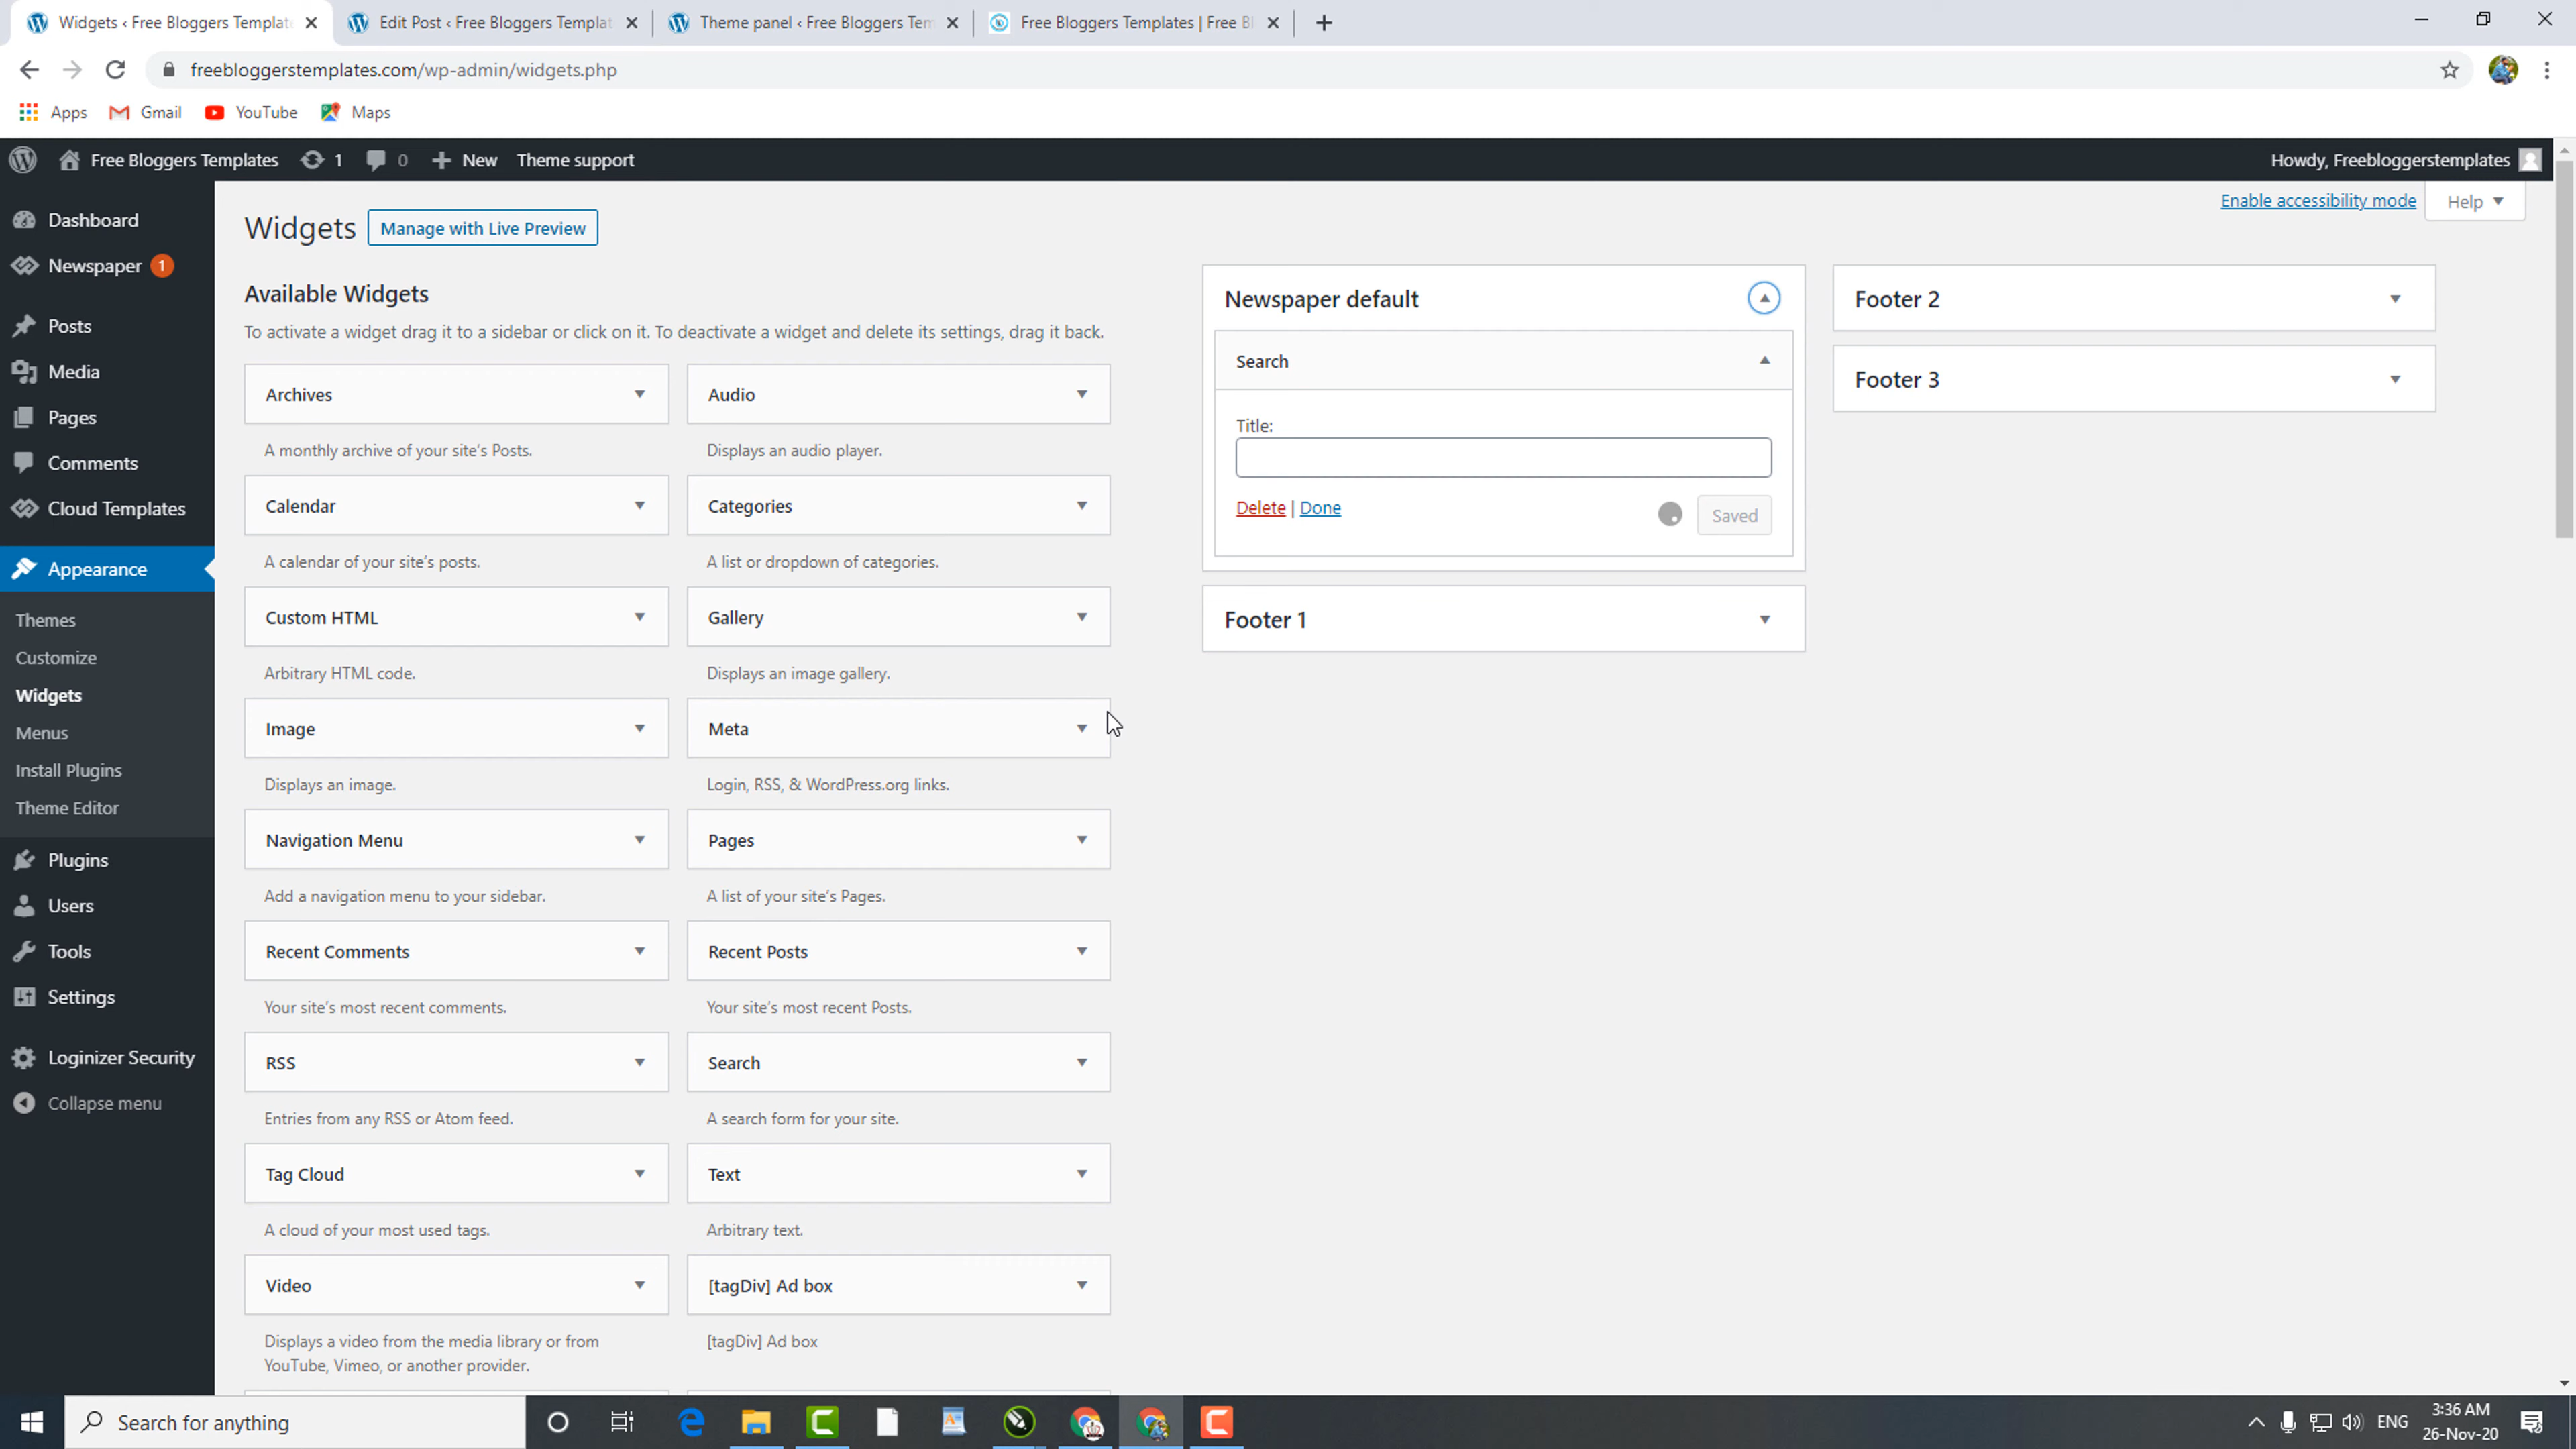 Widgets ‹ Free Bloggers Templat
Edit Post ‹ Free Bloggers Templat
Theme panel ‹ Free Bloggers Tem
Free Bloggers Templates | Free Bl
freebloggerstemplates.com/wp-admin/widgets.php
Apps
Gmail
YouTube
Maps
Free Bloggers Templates
1
0
New
Theme support
Howdy, Freebloggerstemplates
Dashboard
Newspaper 1
Posts
Media
Pages
Comments
Cloud Templates
Appearance
Themes
Customize
Widgets
Menus
Install Plugins
Theme Editor
Plugins
Users
Tools
Settings
Loginizer Security
Collapse menu
Enable accessibility mode
Help
Widgets
Manage with Live Preview
Available Widgets
To activate a widget drag it to a sidebar or click on it. To deactivate a widget and delete its settings, drag it back.
Archives
A monthly archive of your site's Posts.
Audio
Displays an audio player.
Calendar
A calendar of your site's posts.
Categories
A list or dropdown of categories.
Custom HTML
Arbitrary HTML code.
Gallery
Displays an image gallery.
Image
Displays an image.
Meta
Login, RSS, & WordPress.org links.
Navigation Menu
Add a navigation menu to your sidebar.
Pages
A list of your site's Pages.
Recent Comments
Your site's most recent comments.
Recent Posts
Your site's most recent Posts.
RSS
Entries from any RSS or Atom feed.
Search
A search form for your site.
Tag Cloud
A cloud of your most used tags.
Text
Arbitrary text.
Video
Displays a video from the media library or from
YouTube, Vimeo, or another provider.
[tagDiv] Ad box
[tagDiv] Ad box
Newspaper default
Search
Title:
Delete | Done
Saved
Footer 1
Footer 2
Footer 3
Search for anything
ENG
3:36 AM
26-Nov-20